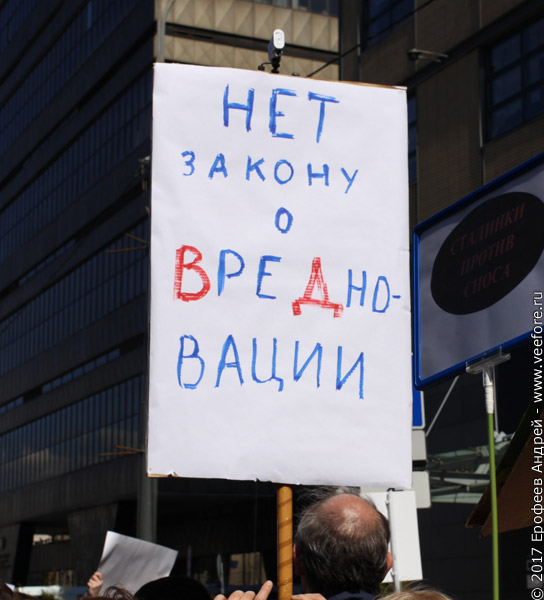 НЕТ
ЗАКОНУ
О
ВРЕДНО-
ВАЦИИ
СТАЛИНКИ
ПРОТИВ
СНОСА
© 2017 Ерофеев Андрей - www.veefore.ru